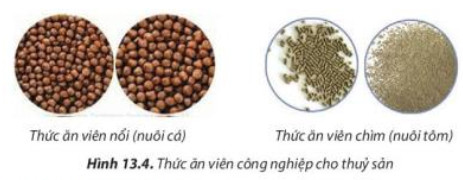 Thức ăn viên nổi (nuôi cá)
Thức ăn viên chìm (nuôi tôm)
Hình 13.4. Thức ăn viên công nghiệp cho thuỷ sản